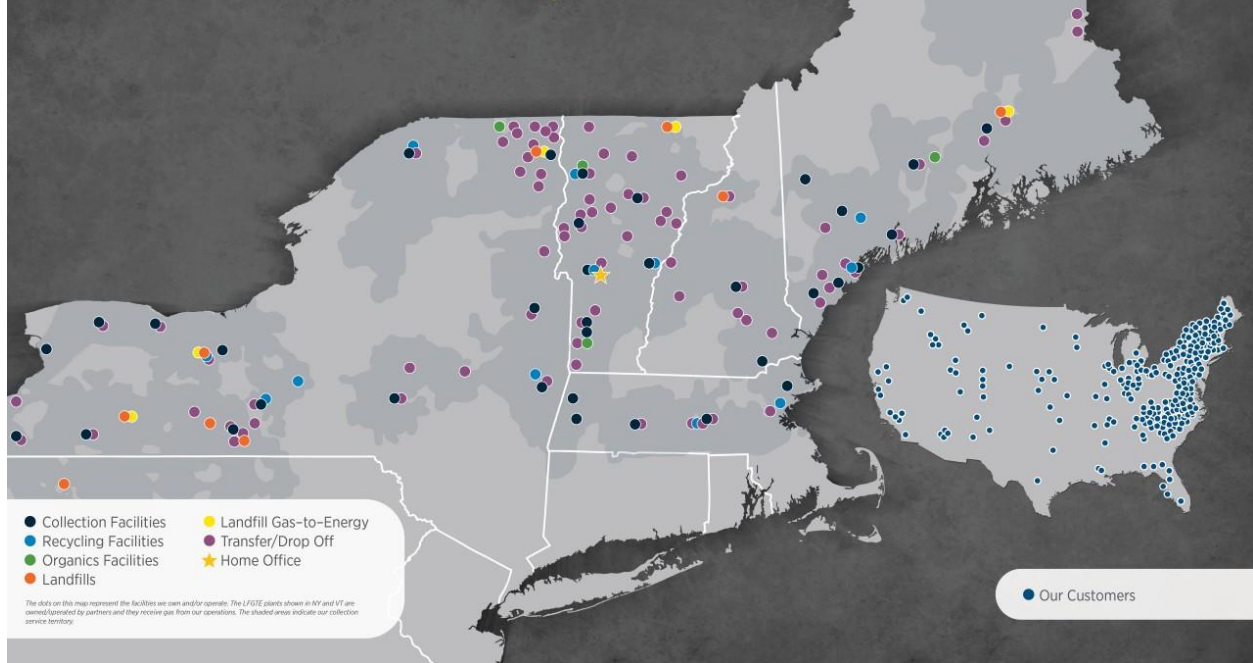 Collection Facilities
Recycling Facilities
Organics Facilities
Landfills
Landfill Gas-to-Energy
Transfer/Drop Off
Home Office
The dots on this map represent the facilities we own and/or operate. The LFGTE plants shown in NY and VT are
owned/operated by partners and they receive gas from our operations. The shaded areas indicate our collection
service territory.
Our Customers